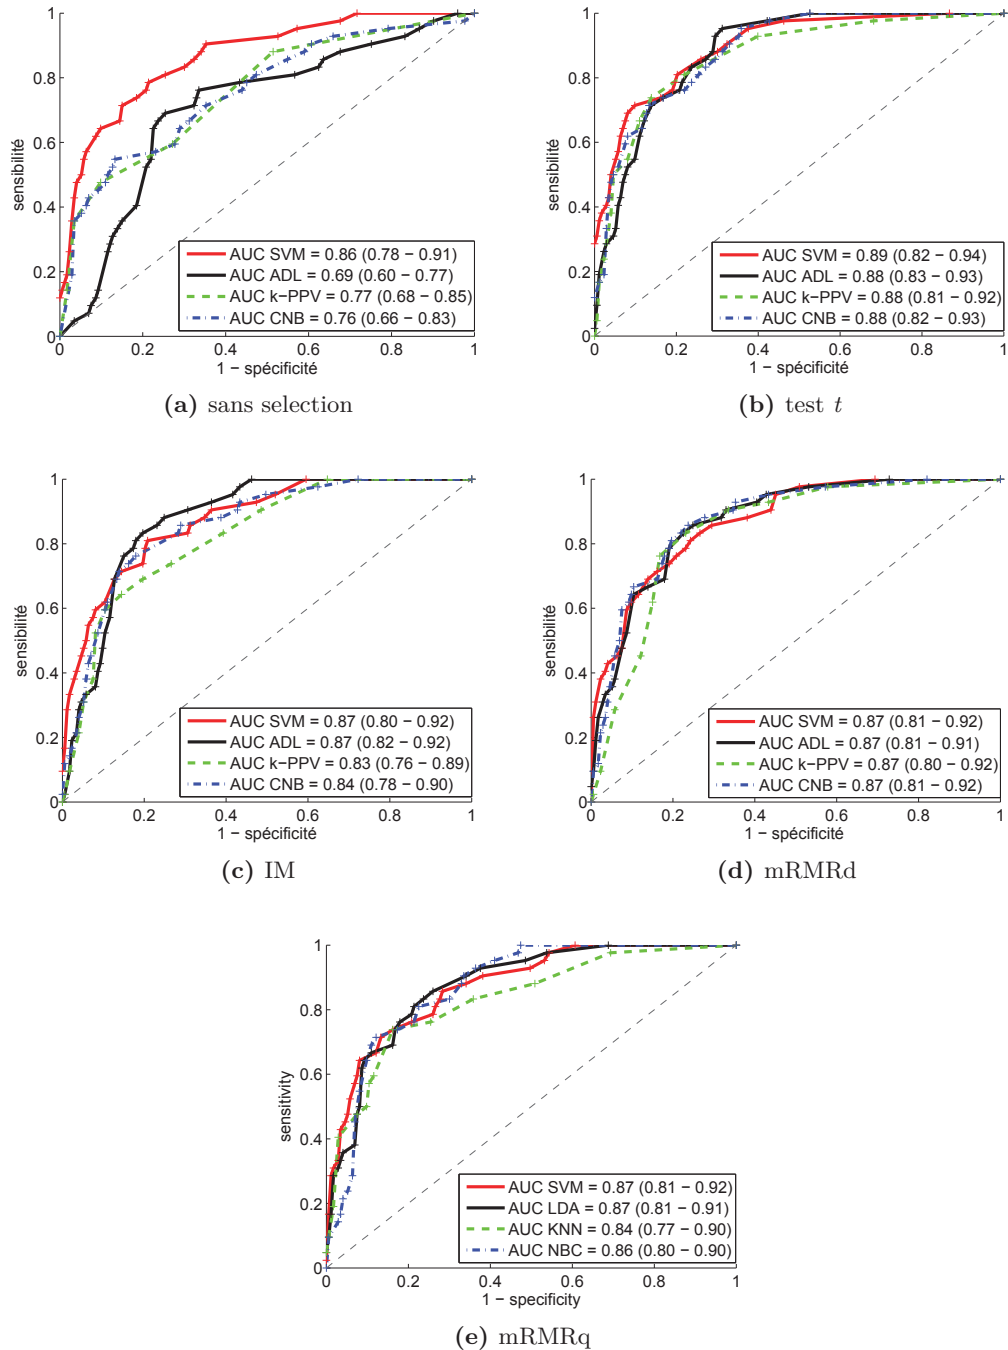 1
0.8
0.6
0.4
0.2
0
sensibilité
0
0.2
0.4
0.6
0.8
1
1 − spécificité
AUC SVM = 0.86 (0.78 − 0.91)
AUC ADL = 0.69 (0.60 − 0.77)
AUC k−PPV = 0.77 (0.68 − 0.85)
AUC CNB = 0.76 (0.66 − 0.83)
(a) sans selection
1
0.8
0.6
0.4
0.2
0
sensibilité
0
0.2
0.4
0.6
0.8
1
1 − spécificité
AUC SVM = 0.89 (0.82 − 0.94)
AUC ADL = 0.88 (0.83 − 0.93)
AUC k−PPV = 0.88 (0.81 − 0.92)
AUC CNB = 0.88 (0.82 − 0.93)
(b) test t
1
0.8
0.6
0.4
0.2
0
sensibilité
0
0.2
0.4
0.6
0.8
1
1 − spécificité
AUC SVM = 0.87 (0.80 − 0.92)
AUC ADL = 0.87 (0.82 − 0.92)
AUC k−PPV = 0.83 (0.76 − 0.89)
AUC CNB = 0.84 (0.78 − 0.90)
(c) IM
1
0.8
0.6
0.4
0.2
0
sensibilité
0
0.2
0.4
0.6
0.8
1
1 − spécificité
AUC SVM = 0.87 (0.81 − 0.92)
AUC ADL = 0.87 (0.81 − 0.91)
AUC k−PPV = 0.87 (0.80 − 0.92)
AUC CNB = 0.87 (0.81 − 0.92)
(d) mRMRd
1
0.8
0.6
0.4
0.2
0
sensitivity
0
0.2
0.4
0.6
0.8
1
1 − specificity
AUC SVM = 0.87 (0.81 − 0.92)
AUC LDA = 0.87 (0.81 − 0.91)
AUC KNN = 0.84 (0.77 − 0.90)
AUC NBC = 0.86 (0.80 − 0.90)
(e) mRMRq